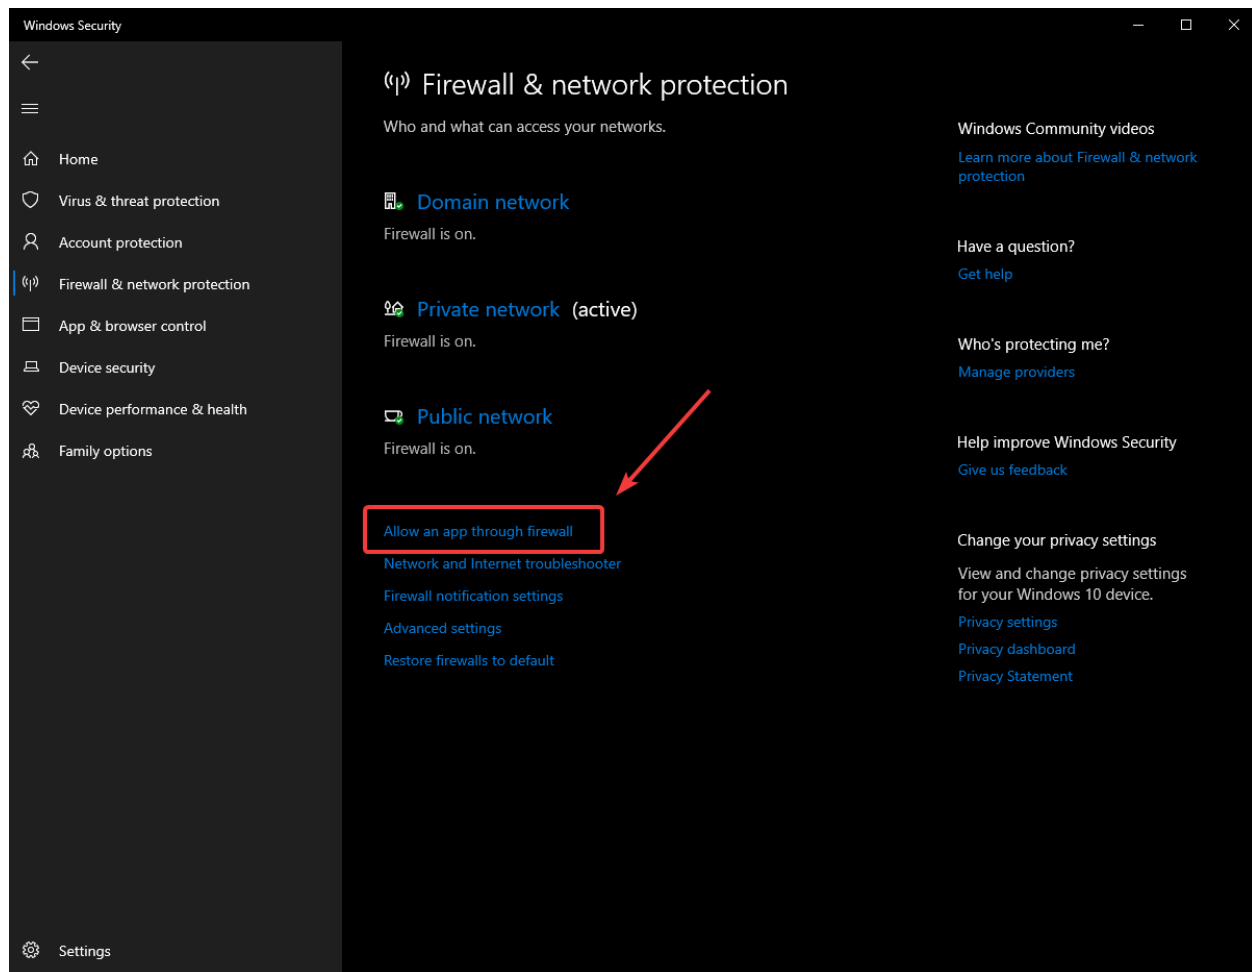 Windows Security
Home
Virus & threat protection
Account protection
Firewall & network protection
App & browser control
Device security
Device performance & health
Family options
Settings
Firewall & network protection
Who and what can access your networks.
Domain network
Firewall is on.
Private network (active)
Firewall is on.
Public network
Firewall is on.
Allow an app through firewall
Network and Internet troubleshooter
Firewall notification settings
Advanced settings
Restore firewalls to default
Windows Community videos
Learn more about Firewall & network
protection
Have a question?
Get help
Who's protecting me?
Manage providers
Help improve Windows Security
Give us feedback
Change your privacy settings
View and change privacy settings
for your Windows 10 device.
Privacy settings
Privacy dashboard
Privacy Statement